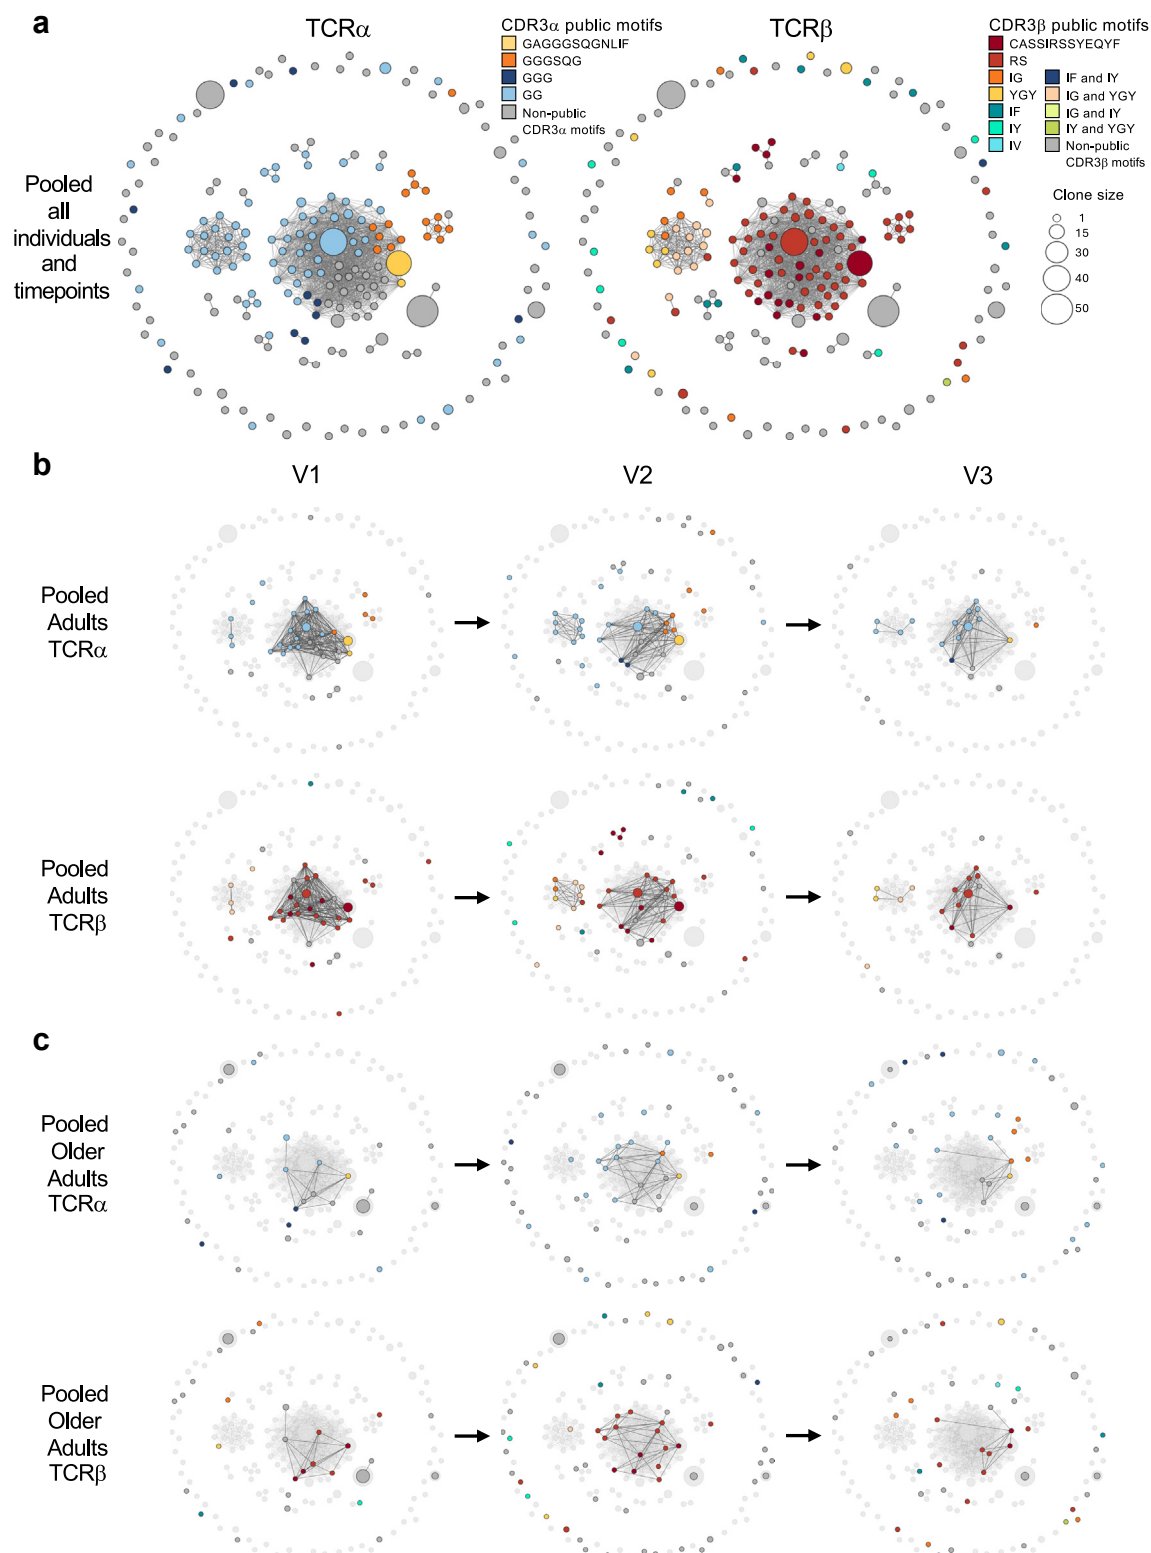 a
TCRα
TCRβ
CDR3α public motifs
GAGGGSQGNLIF
GGGSQG
GGG
GG
Non-public
CDR3α motifs
CDR3β public motifs
CASSIRSSYEQYF
RS
IG
YGY
IF
IY
IV
IF and IY
IG and YGY
IG and IY
IY and YGY
Non-public
CDR3β motifs
Clone size
1
15
30
40
50
Pooled
all
individuals
and
timepoints
b
V1
V2
V3
Pooled
Adults
TCRα
Pooled
Adults
TCRβ
c
Pooled
Older
Adults
TCRα
Pooled
Older
Adults
TCRβ